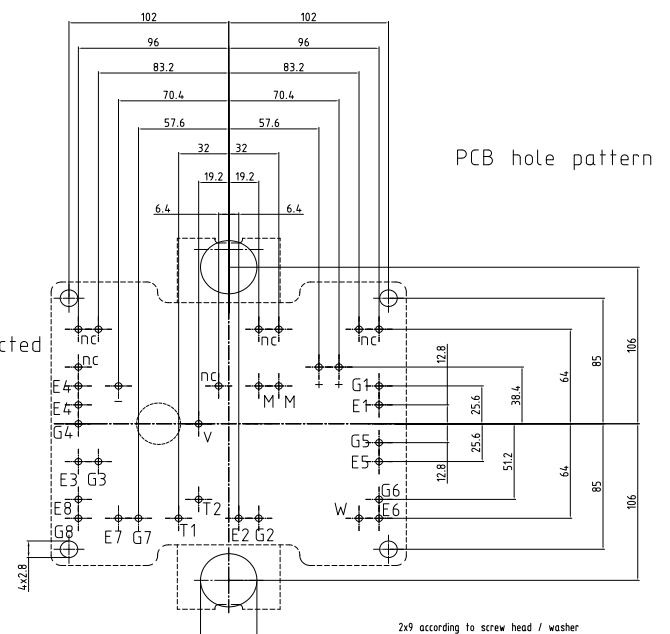 102 102
96 96
83.2 83.2
70.4 70.4
57.6 57.6
32 32
19.2 19.2
6.4 6.4
PCB hole pattern
cted
nc nc nc
nc
nc
E4 – M M + + G1
E4 E1
G4 V
G5
E3 G3 E5
G6
E8 T2 W E6
G8 E7 G7 T1 E2 G2
12.8
25.6
38.4
64
85
106
12.8
25.6
51.2
64
85
106
4x2.8
2x9 according to screw head / washer